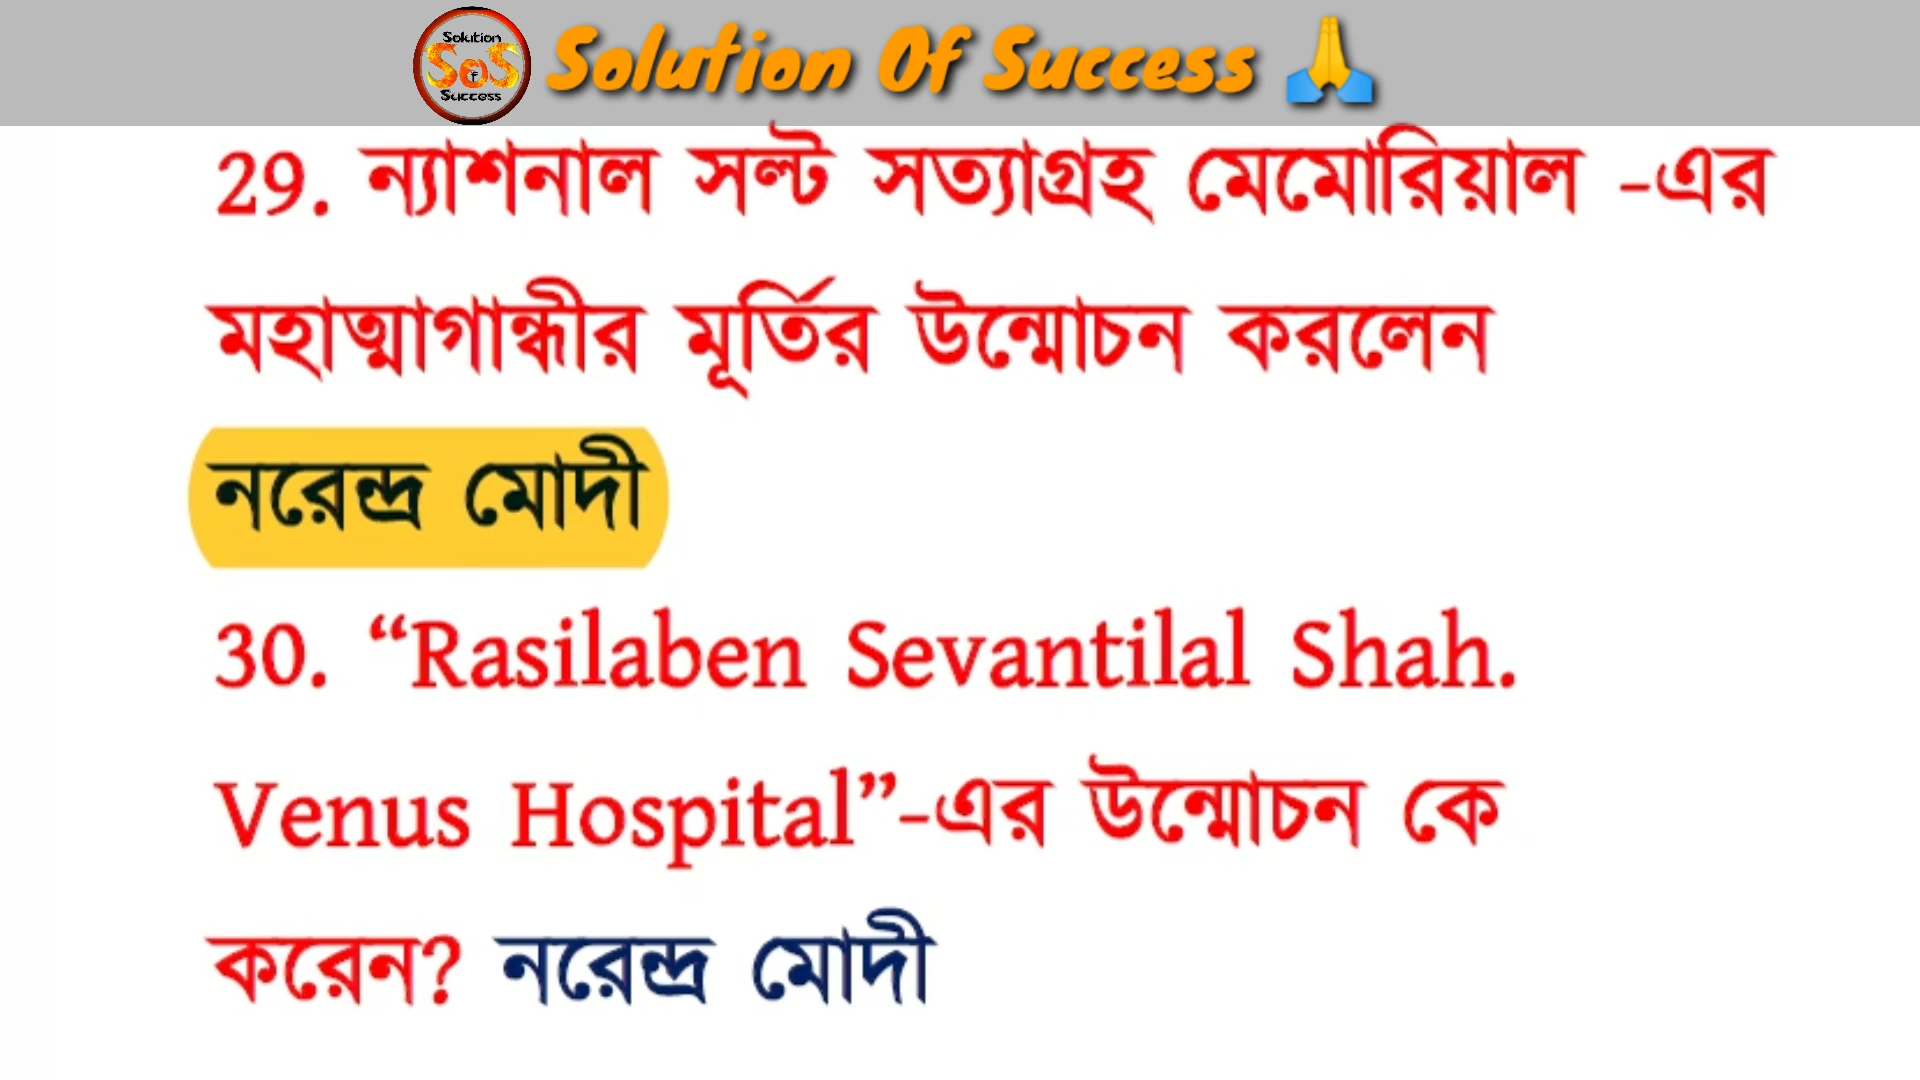 Solution
SOS
f
Success
Solution Of Success 🙏
29. ন্যাশনাল সল্ট সত্যাগ্রহ মেমোরিয়াল -এর
মহাত্মাগান্ধীর মূর্তির উন্মোচন করলেন
নরেন্দ্র মোদী
30. “Rasilaben Sevantilal Shah.
Venus Hospital”-এর উন্মোচন কে
করেন? নরেন্দ্র মোদী